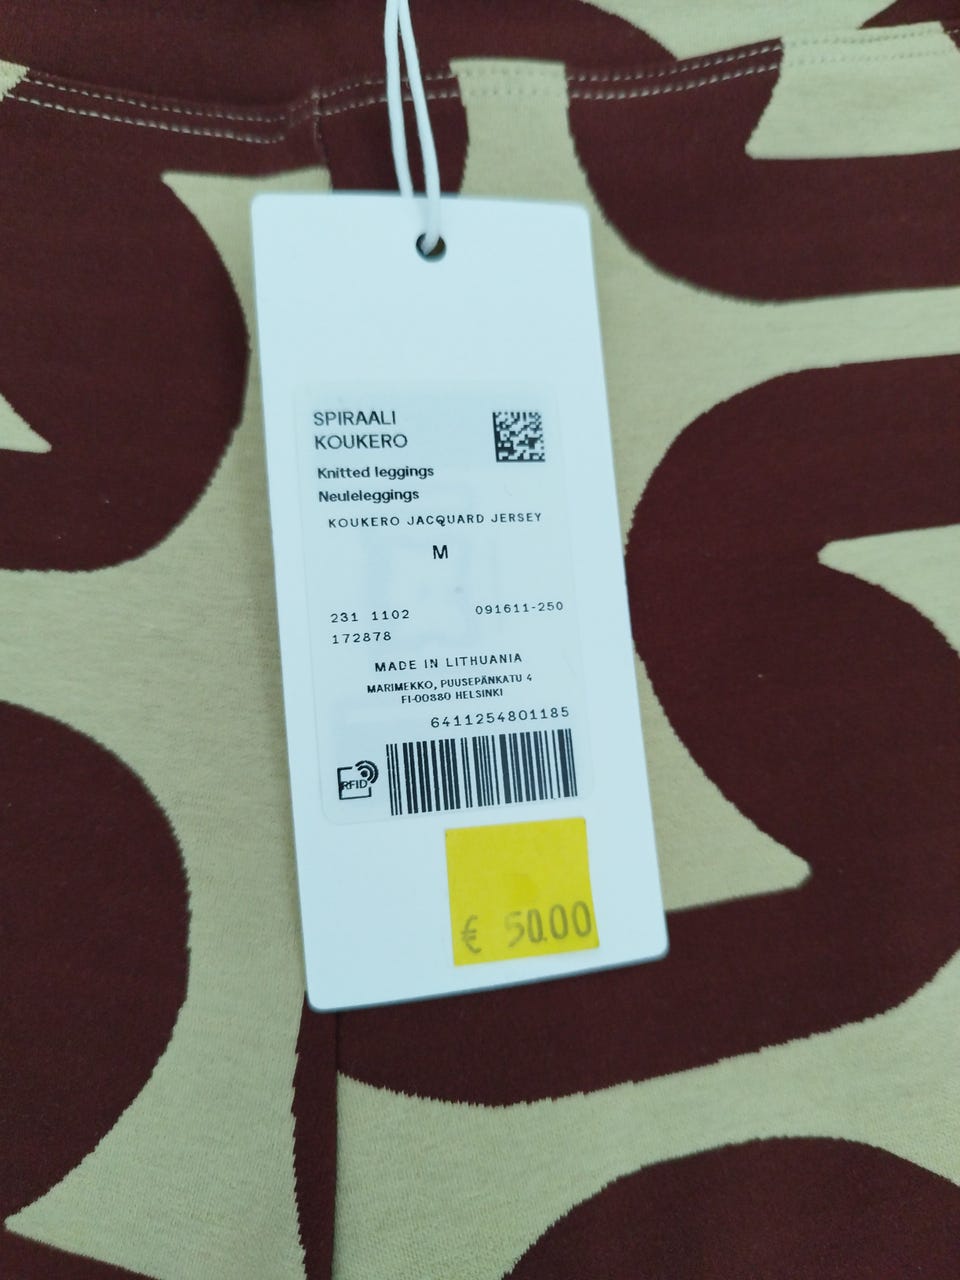 SPIRAALI
KOUKERO
Knitted leggings
Neuleleggings
KOUKERO JACQUARD JERSEY
M
231 1102 091611-250
172878
MADE IN LITHUANIA
MARIMEKKO, PUUSEPÄNKATU 4
FI-00880 HELSINKI
6411254801185
RFID
€ 50.00